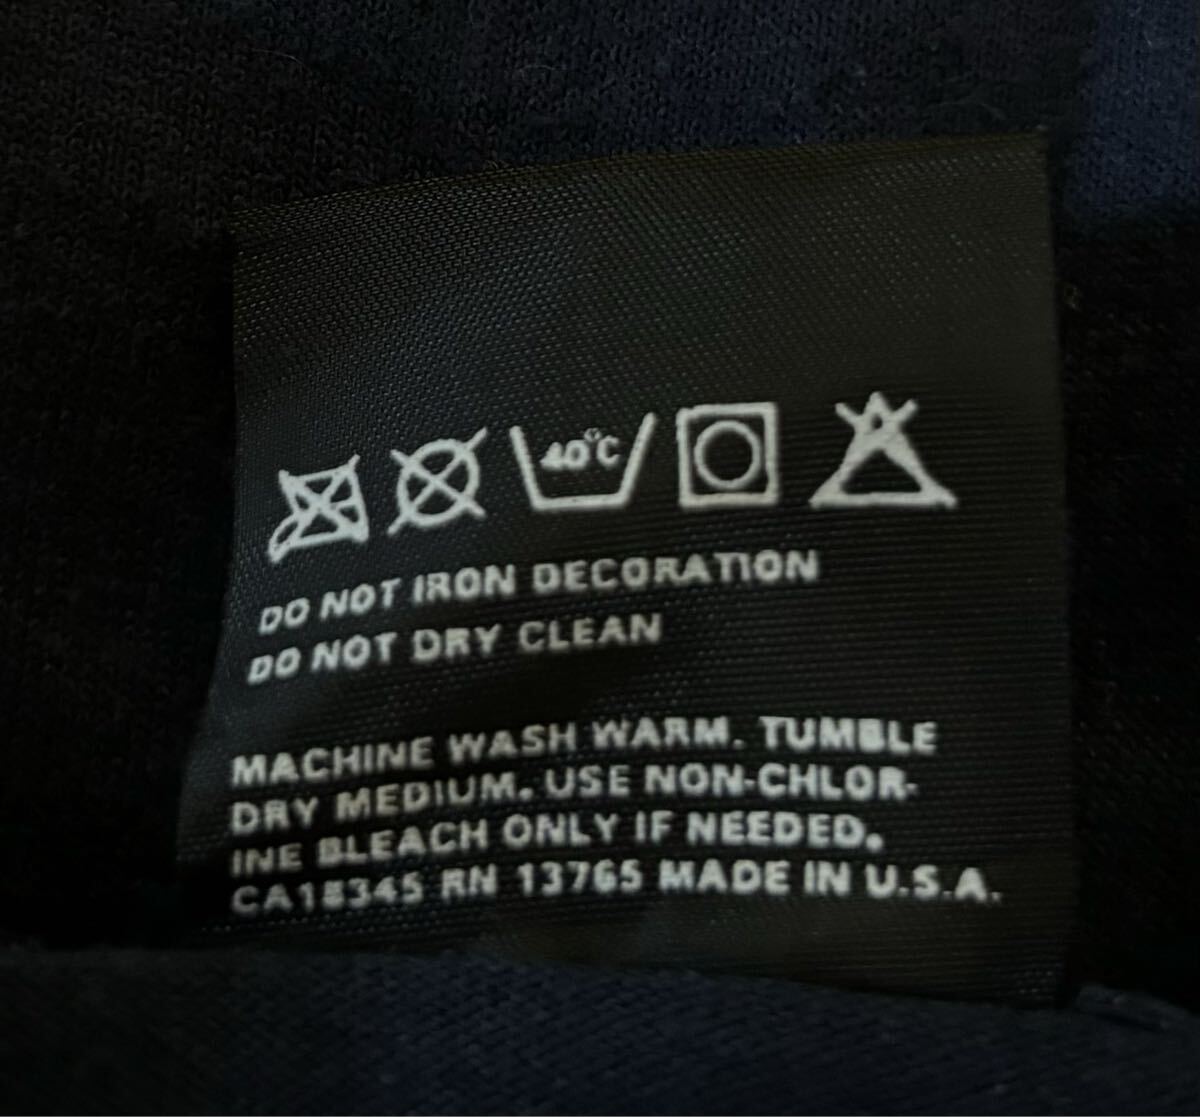 40°C
DO NOT IRON DECORATION
DO NOT DRY CLEAN
MACHINE WASH WARM. TUMBLE
DRY MEDIUM. USE NON-CHLOR-
INE BLEACH ONLY IF NEEDED.
CA18345 RN 13765 MADE IN U.S.A.